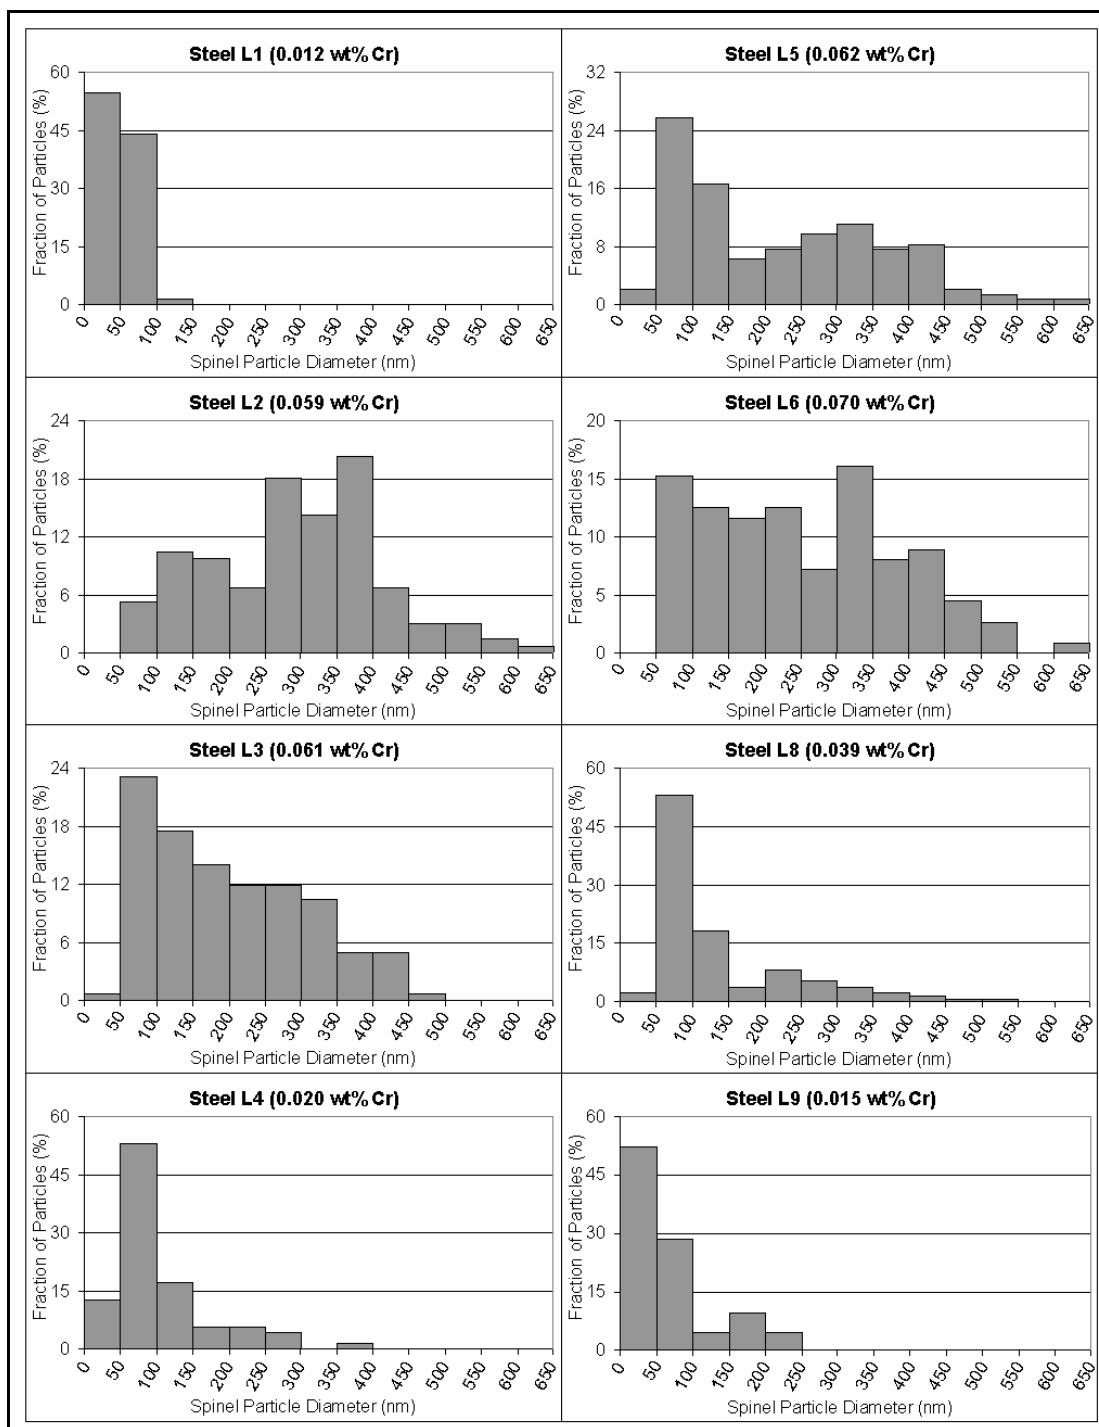 Steel L1 (0.012 wt% Cr)
Fraction of Particles (%)
60
45
30
15
0
0 50 100 150 200 250 300 350 400 450 500 550 600 650
Spinel Particle Diameter (nm)
Steel L5 (0.062 wt% Cr)
Fraction of Particles (%)
32
24
16
8
0
0 50 100 150 200 250 300 350 400 450 500 550 600 650
Spinel Particle Diameter (nm)
Steel L2 (0.059 wt% Cr)
Fraction of Particles (%)
24
18
12
6
0
0 50 100 150 200 250 300 350 400 450 500 550 600 650
Spinel Particle Diameter (nm)
Steel L6 (0.070 wt% Cr)
Fraction of Particles (%)
20
15
10
5
0
0 50 100 150 200 250 300 350 400 450 500 550 600 650
Spinel Particle Diameter (nm)
Steel L3 (0.061 wt% Cr)
Fraction of Particles (%)
24
18
12
6
0
0 50 100 150 200 250 300 350 400 450 500 550 600 650
Spinel Particle Diameter (nm)
Steel L8 (0.039 wt% Cr)
Fraction of Particles (%)
60
45
30
15
0
0 50 100 150 200 250 300 350 400 450 500 550 600 650
Spinel Particle Diameter (nm)
Steel L4 (0.020 wt% Cr)
Fraction of Particles (%)
60
45
30
15
0
0 50 100 150 200 250 300 350 400 450 500 550 600 650
Spinel Particle Diameter (nm)
Steel L9 (0.015 wt% Cr)
Fraction of Particles (%)
60
45
30
15
0
0 50 100 150 200 250 300 350 400 450 500 550 600 650
Spinel Particle Diameter (nm)